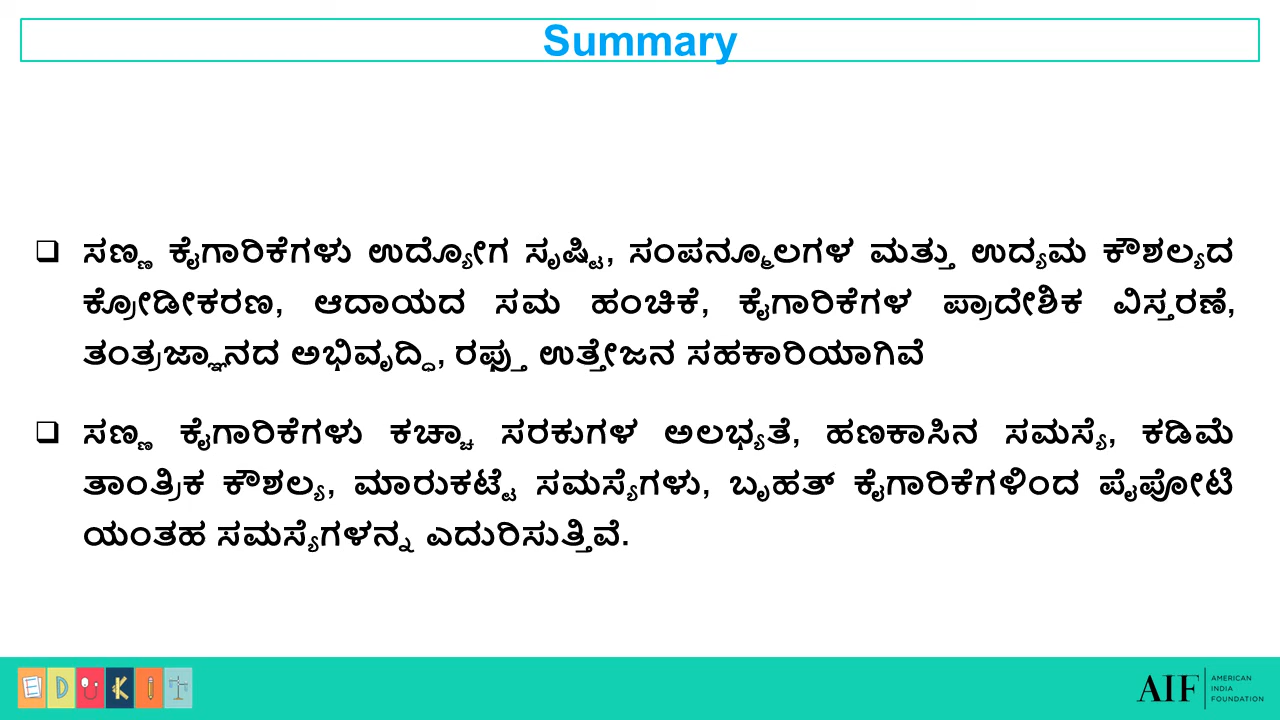 Summary
❑ ಸಣ್ಣ ಕೈಗಾರಿಕೆಗಳು ಉದ್ಯೋಗ ಸೃಷ್ಟಿ, ಸಂಪನ್ಮೂಲಗಳ ಮತ್ತು ಉದ್ಯಮ ಕೌಶಲ್ಯದ
ಕ್ರೋಡೀಕರಣ, ಆದಾಯದ ಸಮ ಹಂಚಿಕೆ, ಕೈಗಾರಿಕೆಗಳ ಪ್ರಾದೇಶಿಕ ವಿಸ್ತರಣೆ,
ತಂತ್ರಜ್ಞಾನದ ಅಭಿವೃದ್ಧಿ, ರಫ್ತು ಉತ್ತೇಜನ ಸಹಕಾರಿಯಾಗಿವೆ
❑ ಸಣ್ಣ ಕೈಗಾರಿಕೆಗಳು ಕಚ್ಚಾ ಸರಕುಗಳ ಅಲಭ್ಯತೆ, ಹಣಕಾಸಿನ ಸಮಸ್ಯೆ, ಕಡಿಮೆ
ತಾಂತ್ರಿಕ ಕೌಶಲ್ಯ, ಮಾರುಕಟ್ಟೆ ಸಮಸ್ಯೆಗಳು, ಬೃಹತ್ ಕೈಗಾರಿಕೆಗಳಿಂದ ಪೈಪೋಟಿ
ಯಂತಹ ಸಮಸ್ಯೆಗಳನ್ನ ಎದುರಿಸುತ್ತಿವೆ.
EDUKIT
AIF
AMERICAN
INDIA
FOUNDATION